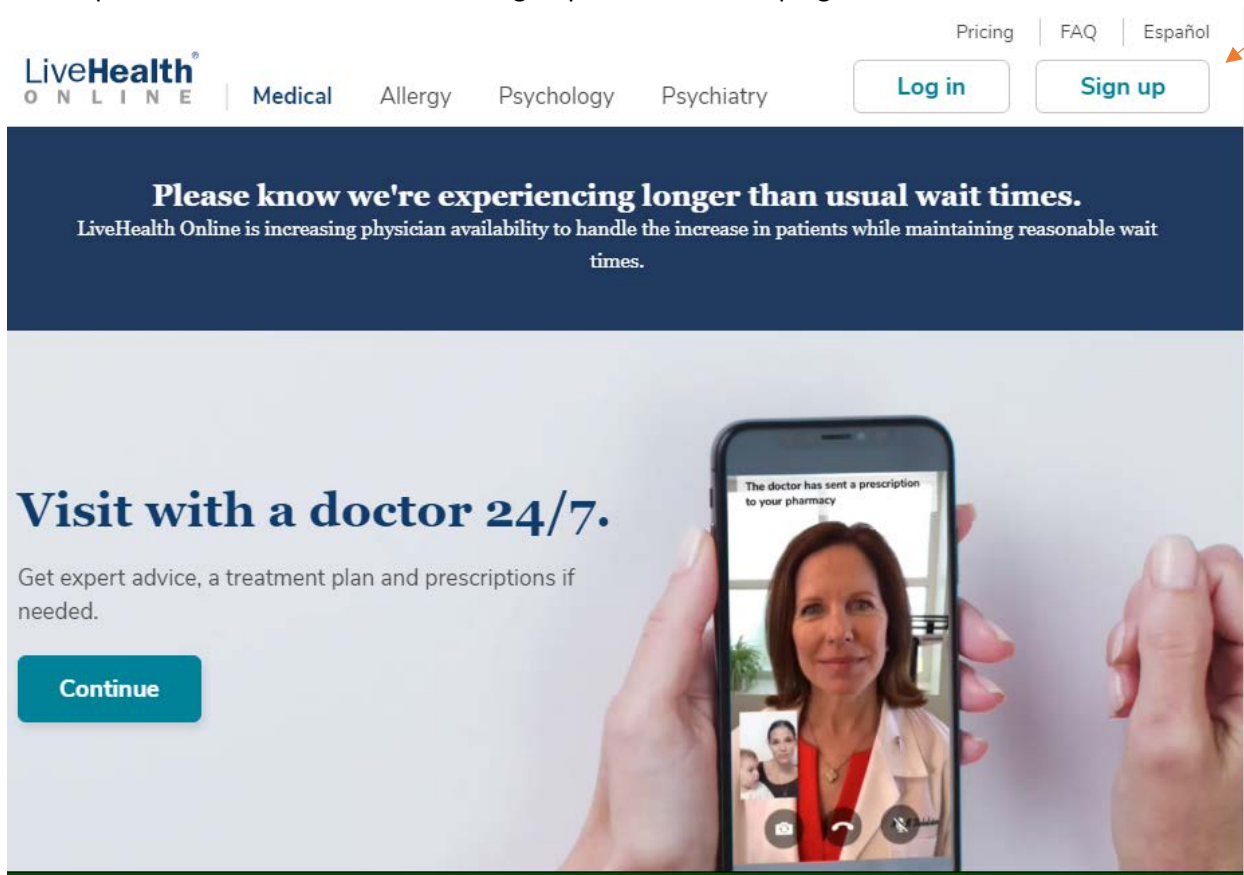 Pricing FAQ Español
LiveHealth®
ONLINE
Medical Allergy Psychology Psychiatry
Log in Sign up
Please know we're experiencing longer than usual wait times.
LiveHealth Online is increasing physician availability to handle the increase in patients while maintaining reasonable wait
times.
The doctor has sent a prescription
to your pharmacy
Visit with a doctor 24/7.
Get expert advice, a treatment plan and prescriptions if
needed.
Continue